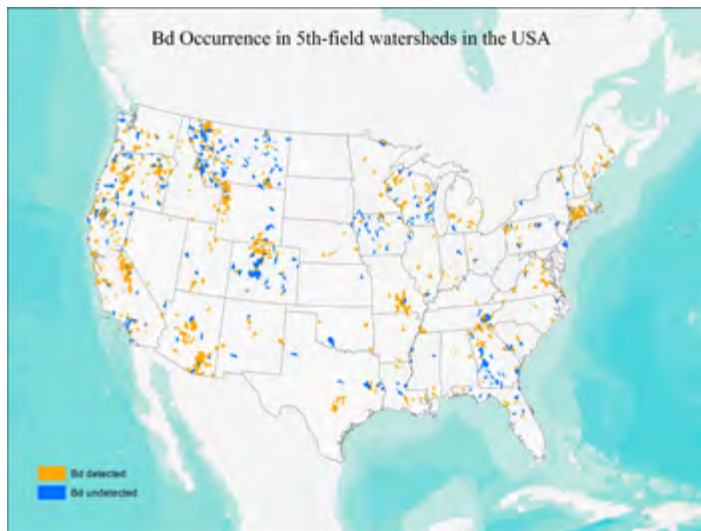 Bd Occurrence in 5th-field watersheds in the USA
Bd detected
Bd undetected